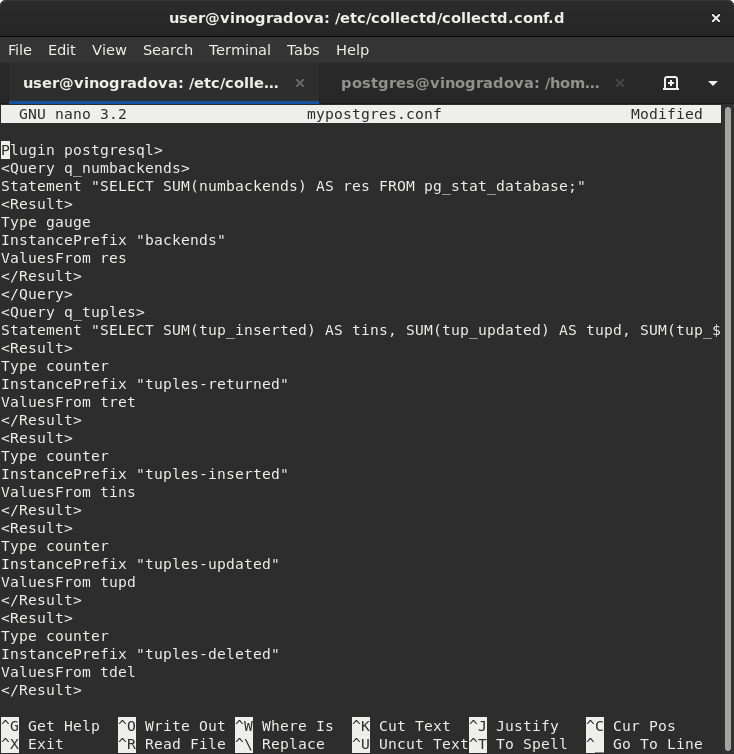 user@vinogradova: /etc/collectd/collectd.conf.d ×
File Edit View Search Terminal Tabs Help
user@vinogradova: /etc/colle... × postgres@vinogradova: /hom... ×
GNU nano 3.2 mypostgres.conf Modified
Plugin postgresql>
<Query q_numbackends>
Statement "SELECT SUM(numbackends) AS res FROM pg_stat_database;"
<Result>
Type gauge
InstancePrefix "backends"
ValuesFrom res
</Result>
</Query>
<Query q_tuples>
Statement "SELECT SUM(tup_inserted) AS tins, SUM(tup_updated) AS tupd, SUM(tup_$
<Result>
Type counter
InstancePrefix "tuples-returned"
ValuesFrom tret
</Result>
<Result>
Type counter
InstancePrefix "tuples-inserted"
ValuesFrom tins
</Result>
<Result>
Type counter
InstancePrefix "tuples-updated"
ValuesFrom tupd
</Result>
<Result>
Type counter
InstancePrefix "tuples-deleted"
ValuesFrom tdel
</Result>
^G Get Help ^O Write Out ^W Where Is ^K Cut Text ^J Justify ^C Cur Pos
^X Exit ^R Read File ^\ Replace ^U Uncut Text ^T To Spell ^_ Go To Line